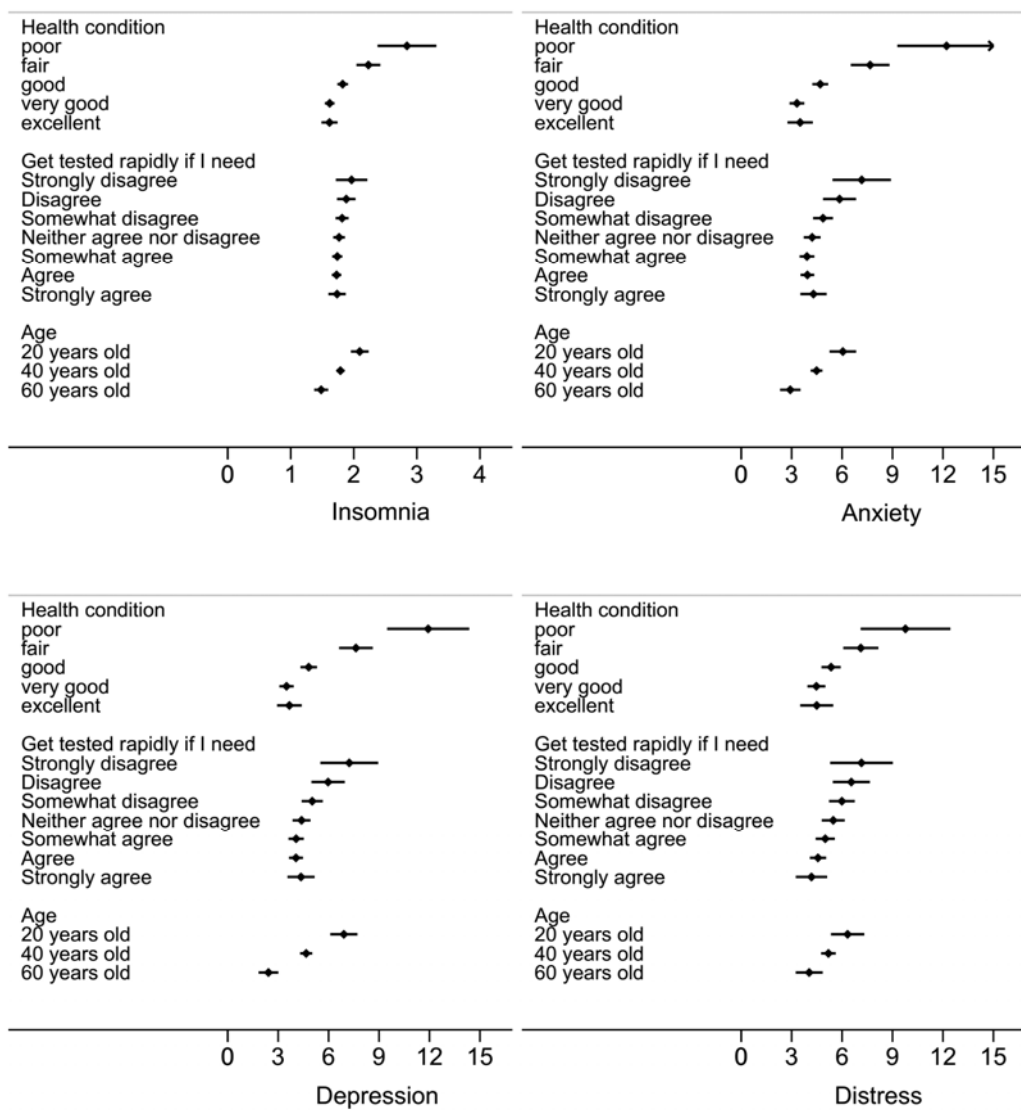 Health condition
poor
fair
good
very good
excellent
Get tested rapidly if I need
Strongly disagree
Disagree
Somewhat disagree
Neither agree nor disagree
Somewhat agree
Agree
Strongly agree
Age
20 years old
40 years old
60 years old
0 1 2 3 4
Insomnia
Health condition
poor
fair
good
very good
excellent
Get tested rapidly if I need
Strongly disagree
Disagree
Somewhat disagree
Neither agree nor disagree
Somewhat agree
Agree
Strongly agree
Age
20 years old
40 years old
60 years old
0 3 6 9 12 15
Anxiety
Health condition
poor
fair
good
very good
excellent
Get tested rapidly if I need
Strongly disagree
Disagree
Somewhat disagree
Neither agree nor disagree
Somewhat agree
Agree
Strongly agree
Age
20 years old
40 years old
60 years old
0 3 6 9 12 15
Depression
Health condition
poor
fair
good
very good
excellent
Get tested rapidly if I need
Strongly disagree
Disagree
Somewhat disagree
Neither agree nor disagree
Somewhat agree
Agree
Strongly agree
Age
20 years old
40 years old
60 years old
0 3 6 9 12 15
Distress